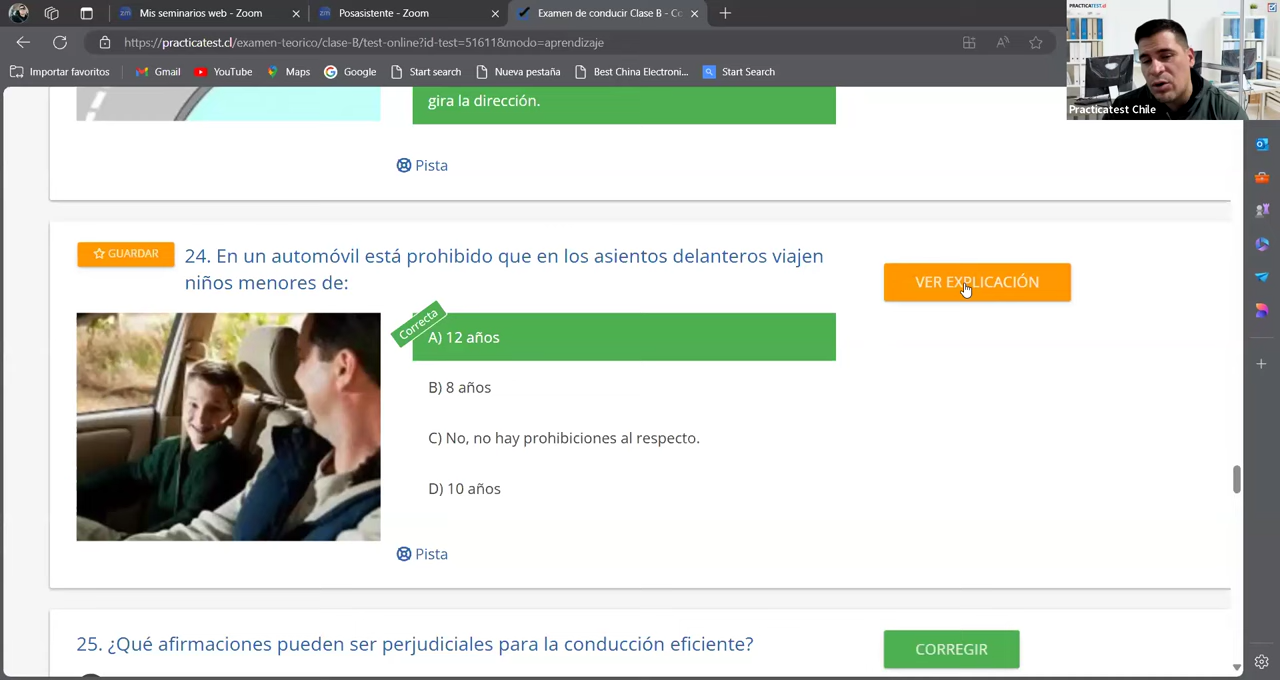 Mis seminarios web - Zoom
Posasistente - Zoom
Examen de conducir Clase B - Co
https://practicatest.cl/examen-teorico/clase-B/test-online?id-test=51611&modo=aprendizaje
Importar favoritos
Gmail
YouTube
Maps
Google
Start search
Nueva pestaña
Best China Electroni...
Start Search
PRACTICATEST.cl
Practicatest Chile
gira la dirección.
Pista
GUARDAR
24. En un automóvil está prohibido que en los asientos delanteros viajen
niños menores de:
VER EXPLICACIÓN
Correcta
A) 12 años
B) 8 años
C) No, no hay prohibiciones al respecto.
D) 10 años
Pista
25. ¿Qué afirmaciones pueden ser perjudiciales para la conducción eficiente?
CORREGIR